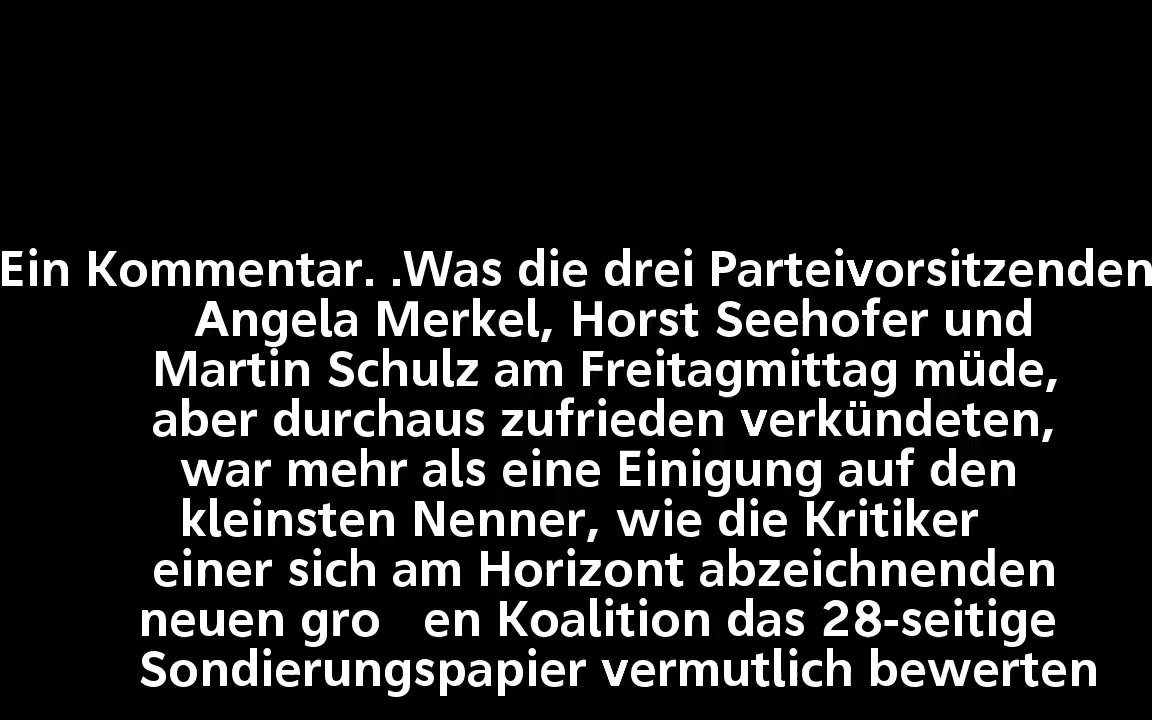 Ein Kommentar. .Was die drei Parteivorsitzenden
Angela Merkel, Horst Seehofer und
Martin Schulz am Freitagmittag müde,
aber durchaus zufrieden verkündeten,
war mehr als eine Einigung auf den
kleinsten Nenner, wie die Kritiker
einer sich am Horizont abzeichnenden
neuen gro en Koalition das 28-seitige
Sondierungspapier vermutlich bewerten